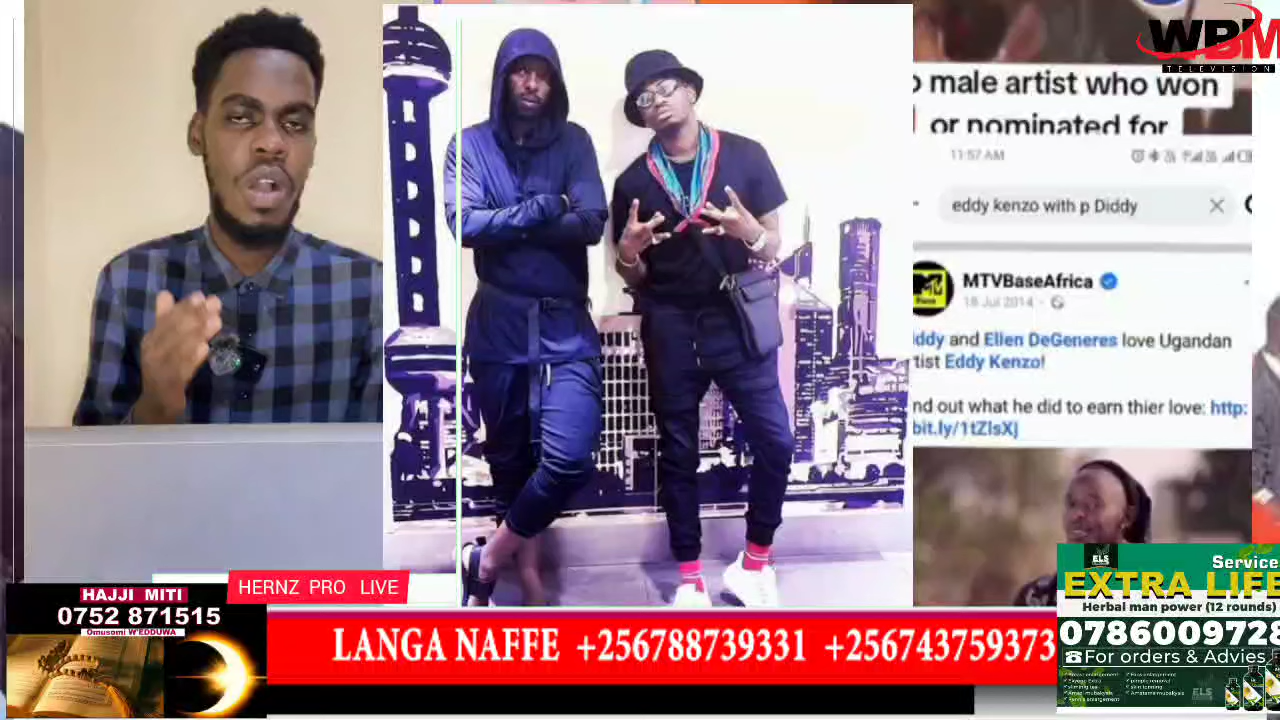 WBM
TELEVISION
male artist who won
or nominated for
11:57 AM
eddy kenzo with p Diddy
MTVBaseAfrica
18 Jul 2014
iddy and Ellen DeGeneres love Ugandan
tist Eddy Kenzo!
nd out what he did to earn thier love: http:
bit.ly/1tZlsXj
HAJJI MITI
0752 871515
Omusomi W'EDDUWA
HERNZ PRO LIVE
LANGA NAFFE +256788739331 +256743759373
ELS
Service
EXTRA LIFE
Herbal man power (12 rounds)
0786009728
For orders & Advies
ELS